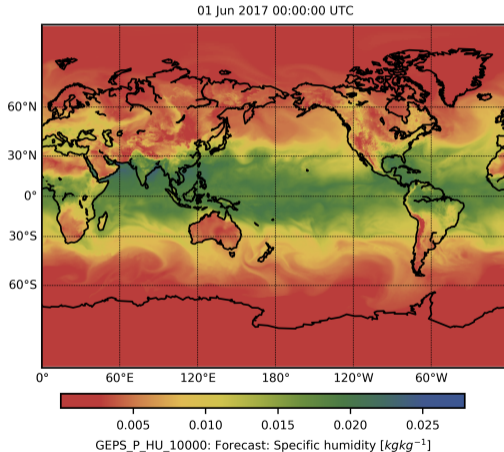 01 Jun 2017 00:00:00 UTC
60°N
30°N
0°
30°S
60°S
0° 60°E 120°E 180° 120°W 60°W
0.005 0.010 0.015 0.020 0.025
GEPS_P_HU_10000: Forecast: Specific humidity [kgkg⁻¹]